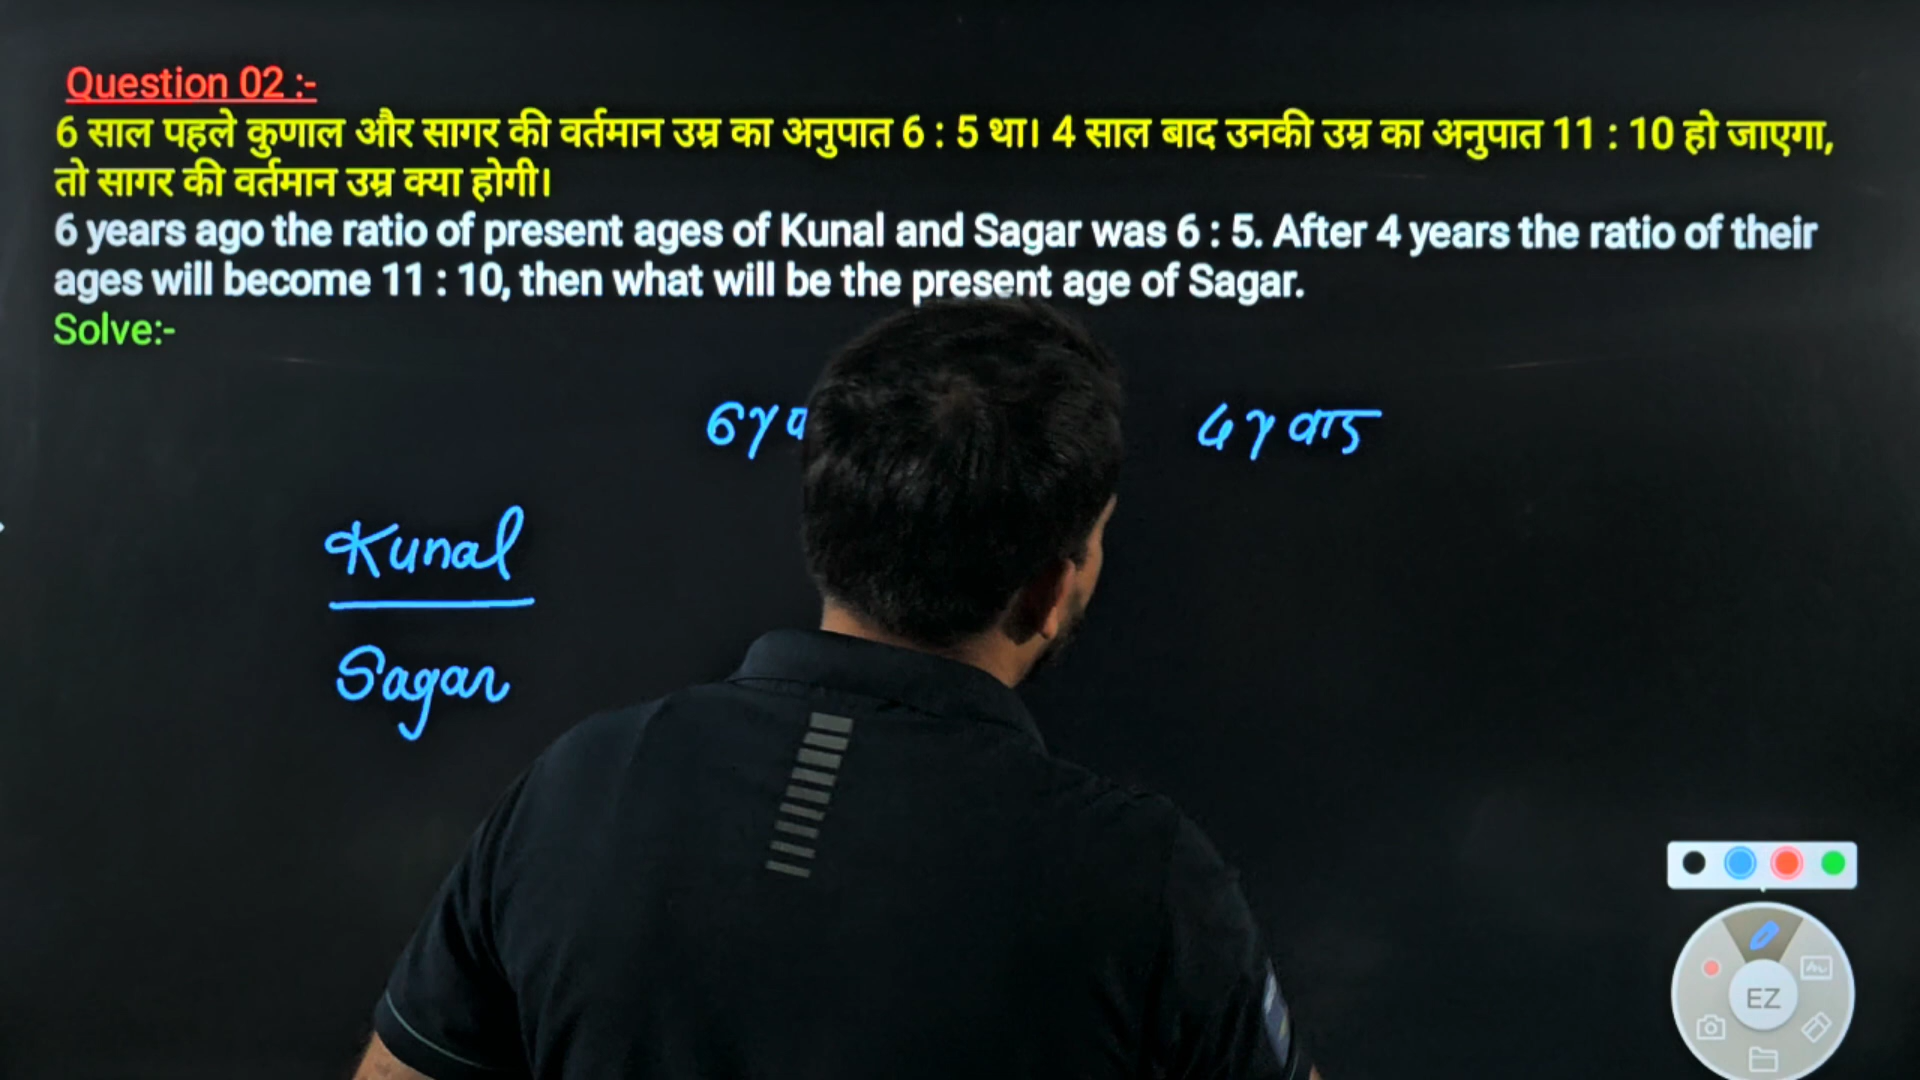 Question 02 :-
6 साल पहले कुणाल और सागर की वर्तमान उम्र का अनुपात 6 : 5 था। 4 साल बाद उनकी उम्र का अनुपात 11 : 10 हो जाएगा,
तो सागर की वर्तमान उम्र क्या होगी।
6 years ago the ratio of present ages of Kunal and Sagar was 6 : 5. After 4 years the ratio of their
ages will become 11 : 10, then what will be the present age of Sagar.
Solve:-
6y 4y बाद
Kunal
Sagar
EZ